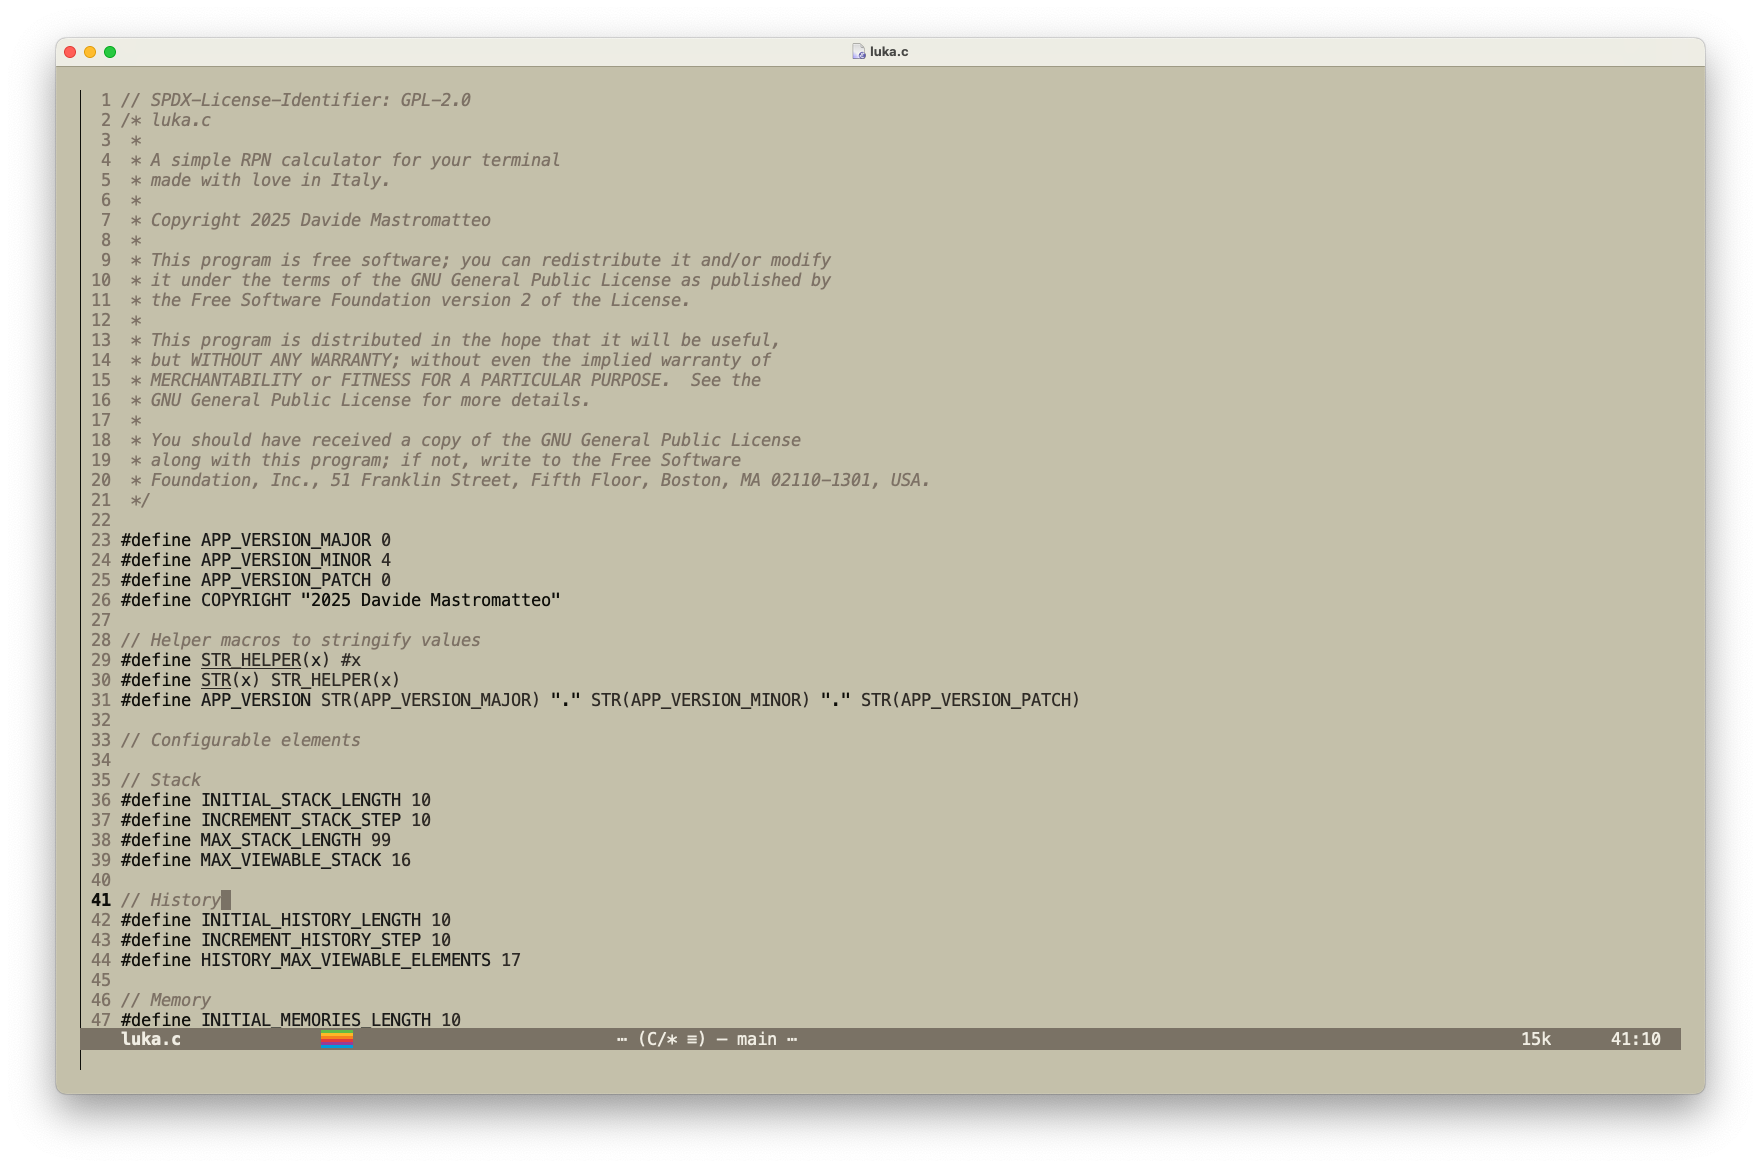 luka.c
1 // SPDX-License-Identifier: GPL-2.0
2 /* luka.c
3  *
4  * A simple RPN calculator for your terminal
5  * made with love in Italy.
6  *
7  * Copyright 2025 Davide Mastromatteo
8  *
9  * This program is free software; you can redistribute it and/or modify
10  * it under the terms of the GNU General Public License as published by
11  * the Free Software Foundation version 2 of the License.
12  *
13  * This program is distributed in the hope that it will be useful,
14  * but WITHOUT ANY WARRANTY; without even the implied warranty of
15  * MERCHANTABILITY or FITNESS FOR A PARTICULAR PURPOSE.  See the
16  * GNU General Public License for more details.
17  *
18  * You should have received a copy of the GNU General Public License
19  * along with this program; if not, write to the Free Software
20  * Foundation, Inc., 51 Franklin Street, Fifth Floor, Boston, MA 02110-1301, USA.
21  */
22
23 #define APP_VERSION_MAJOR 0
24 #define APP_VERSION_MINOR 4
25 #define APP_VERSION_PATCH 0
26 #define COPYRIGHT "2025 Davide Mastromatteo"
27
28 // Helper macros to stringify values
29 #define STR_HELPER(x) #x
30 #define STR(x) STR_HELPER(x)
31 #define APP_VERSION STR(APP_VERSION_MAJOR) "." STR(APP_VERSION_MINOR) "." STR(APP_VERSION_PATCH)
32
33 // Configurable elements
34
35 // Stack
36 #define INITIAL_STACK_LENGTH 10
37 #define INCREMENT_STACK_STEP 10
38 #define MAX_STACK_LENGTH 99
39 #define MAX_VIEWABLE_STACK 16
40
41 // History
42 #define INITIAL_HISTORY_LENGTH 10
43 #define INCREMENT_HISTORY_STEP 10
44 #define HISTORY_MAX_VIEWABLE_ELEMENTS 17
45
46 // Memory
47 #define INITIAL_MEMORIES_LENGTH 10
luka.c ⋯ (C/* ≡) — main ⋯ 15k 41:10